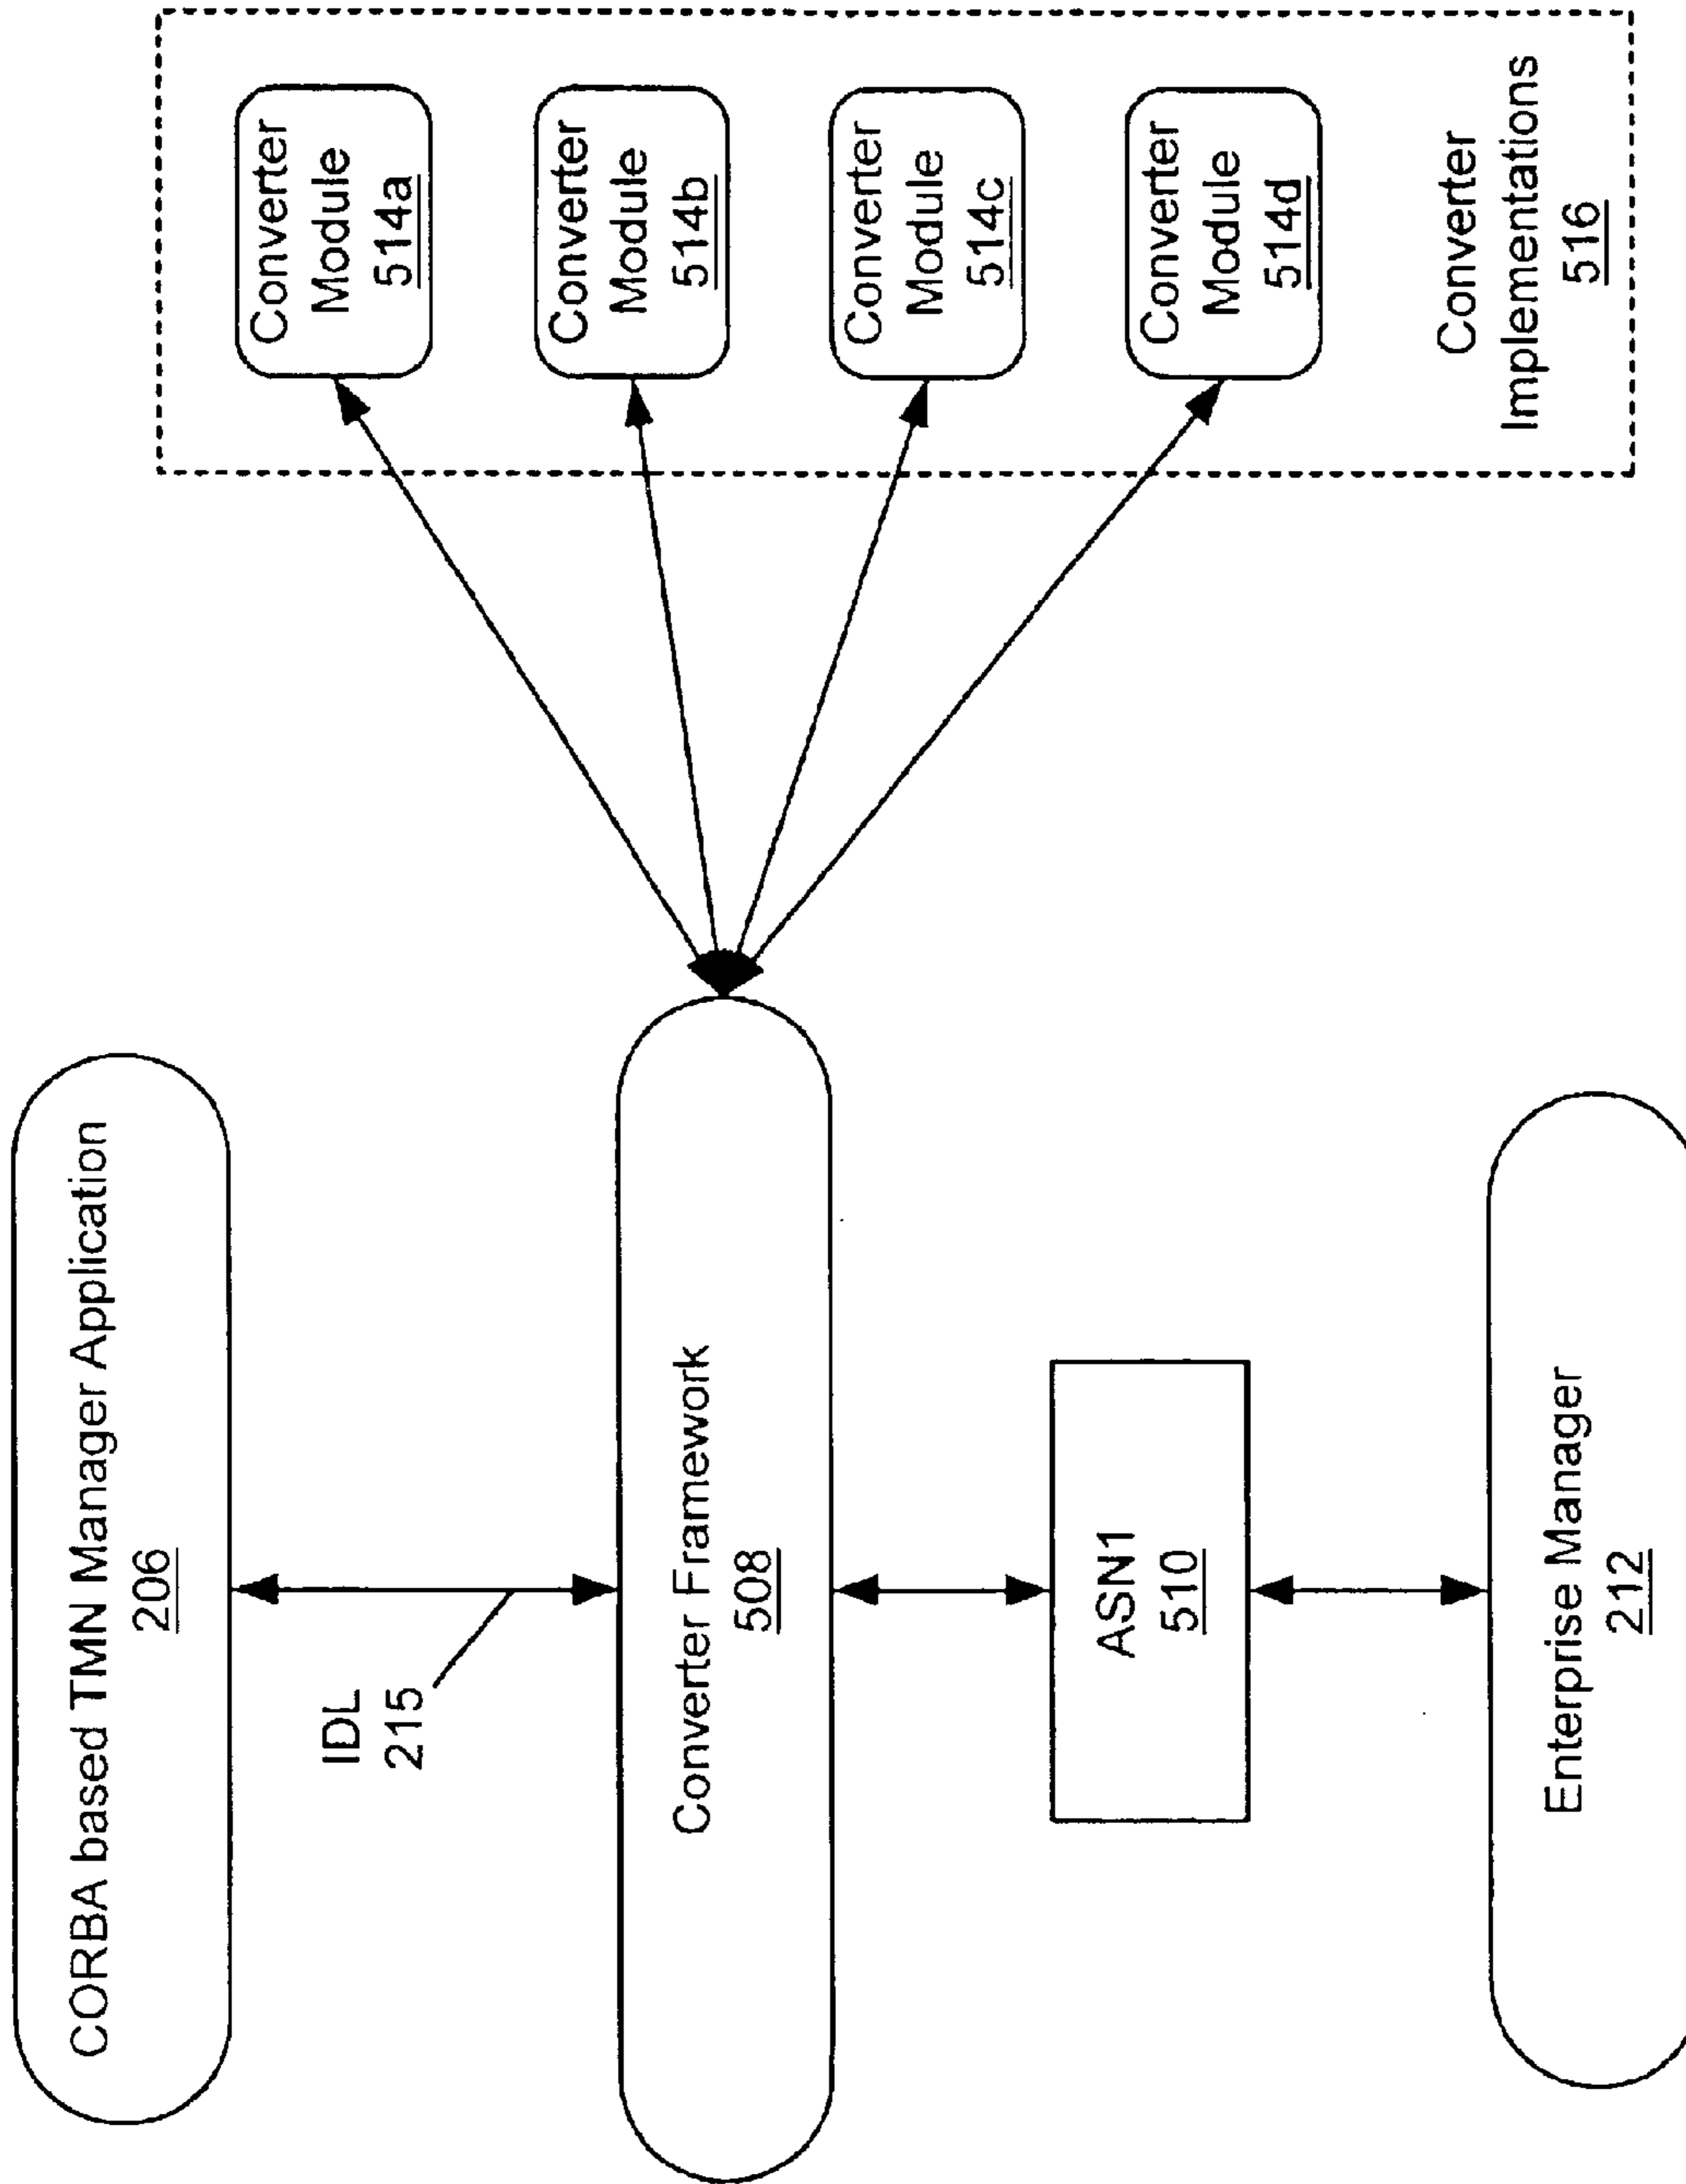 CORBA based TMN Manager Application
206
IDL
215
Converter Framework
508
ASN1
510
Enterprise Manager
212
Converter
Module
514a
Converter
Module
514b
Converter
Module
514c
Converter
Module
514d
Converter
Implementations
516